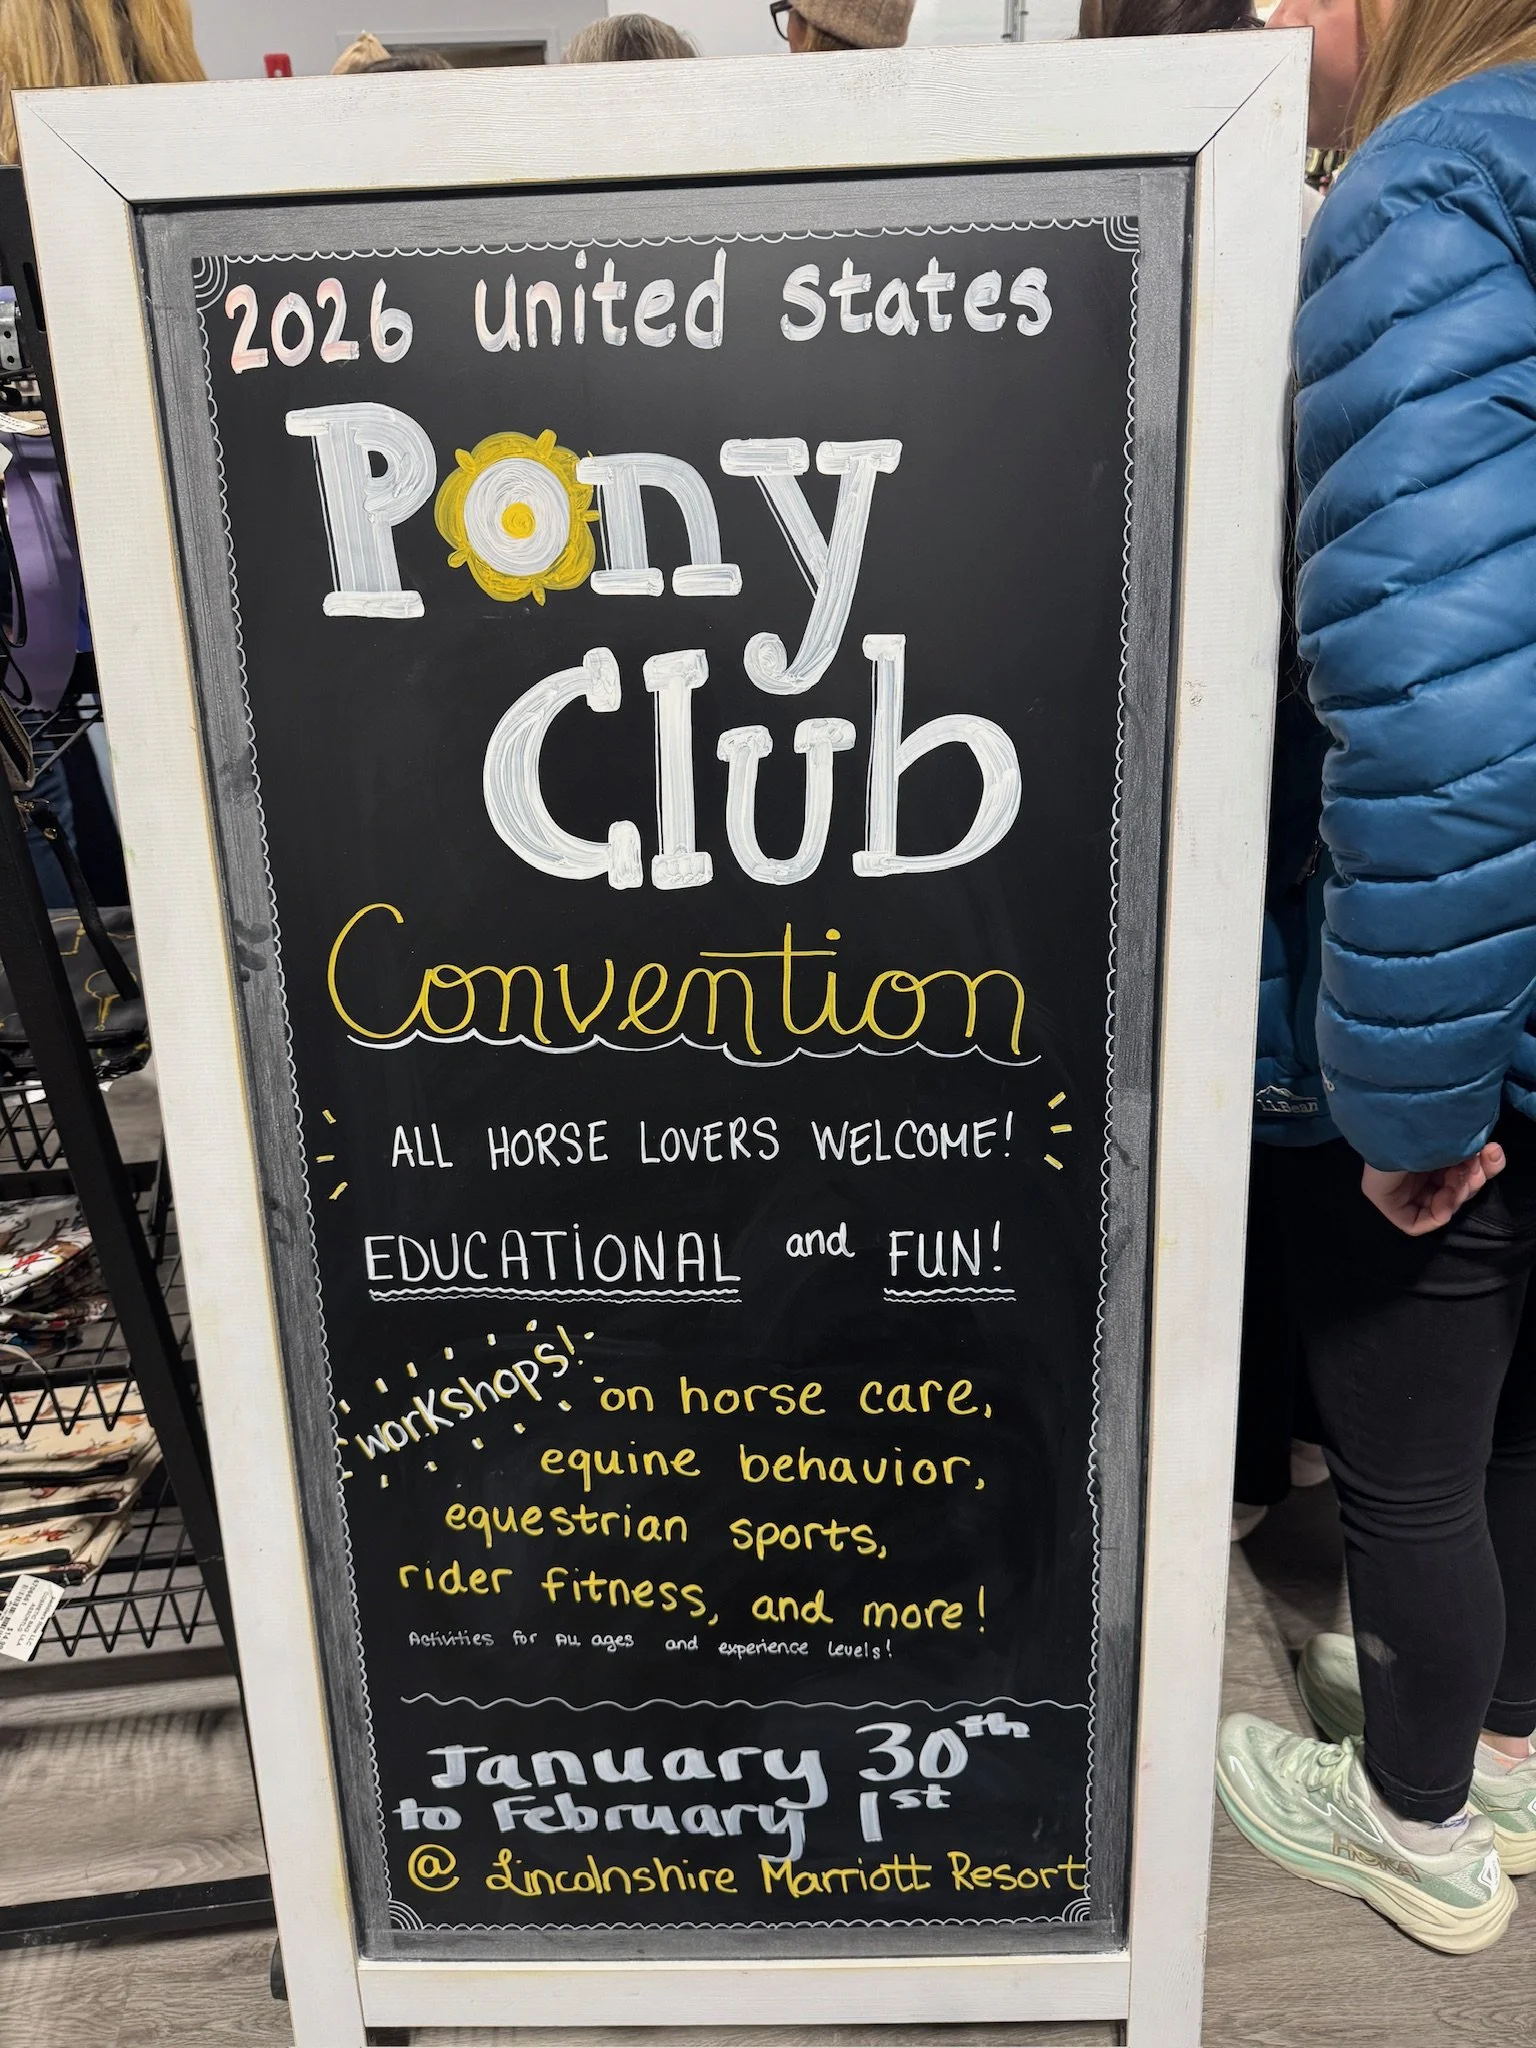 2026 United States
Pony
Club
Convention
ALL HORSE LOVERS WELCOME!
EDUCATIONAL and FUN!
workshops! on horse care,
equine behavior,
equestrian sports,
rider fitness, and more!
Activities for All ages and experience levels!
January 30th
to February 1st
@ Lincolnshire Marriott Resort
L.L.Bean
HOKA